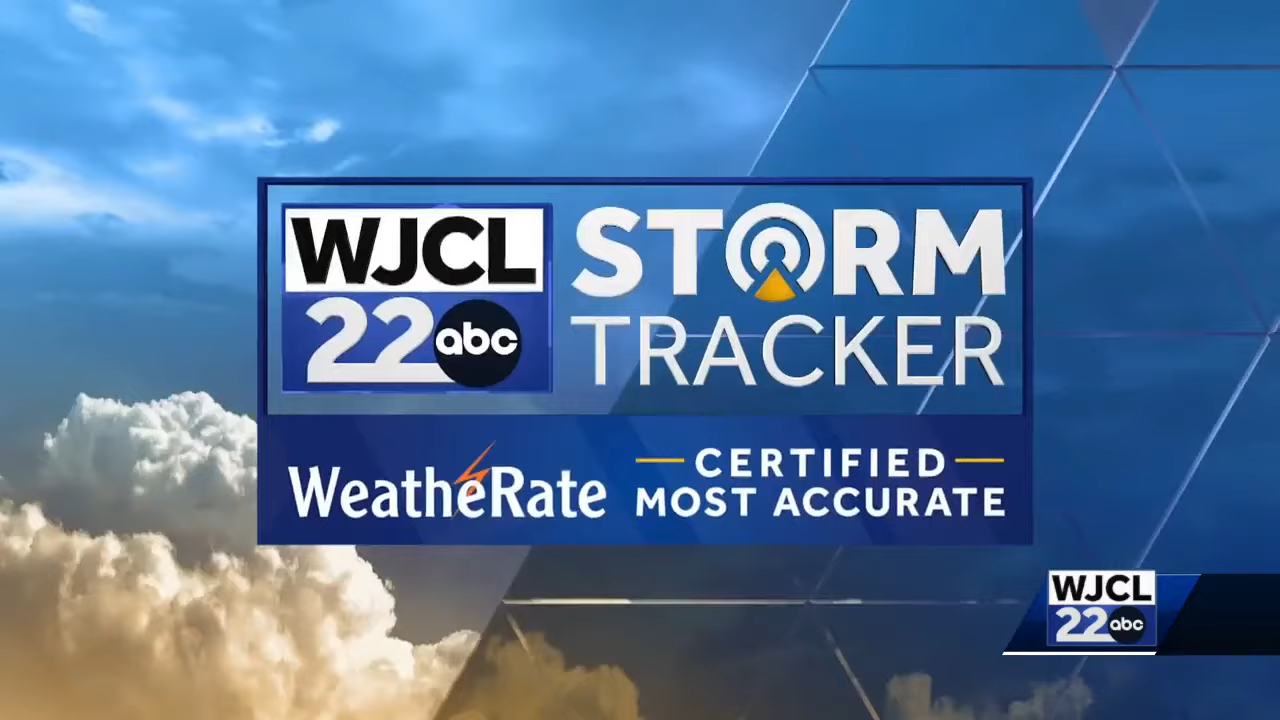 WJCL
22 abc
STORM
TRACKER
WeatheRate
CERTIFIED
MOST ACCURATE
WJCL
22 abc